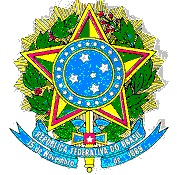 REPÚBLICA FEDERATIVA DO BRASIL
15 de Novembro de 1889